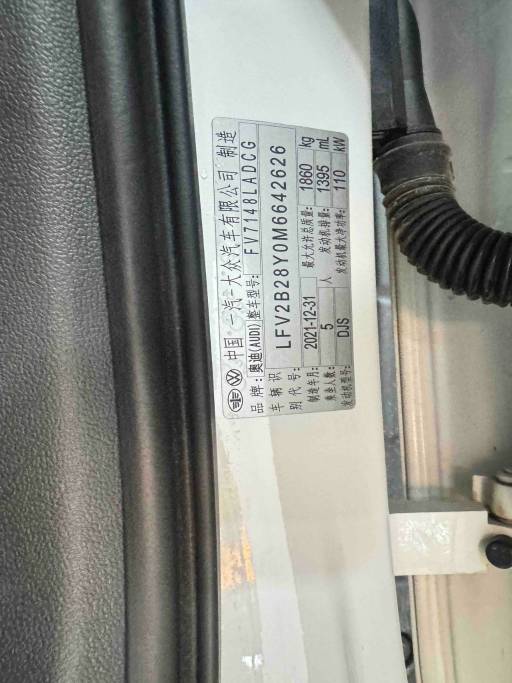 中国 一汽-大众汽车有限公司 制造
品牌:奥迪(AUDI) 整车型号: FV7148LADCG
车辆识别代号: LFV2B28Y0M6642626
制造年月: 2021-12-31 最大允许总质量: 1860 kg
乘坐人数: 5 人 发动机排量: 1395 mL
发动机型号: DJS 发动机最大净功率: 110 kW